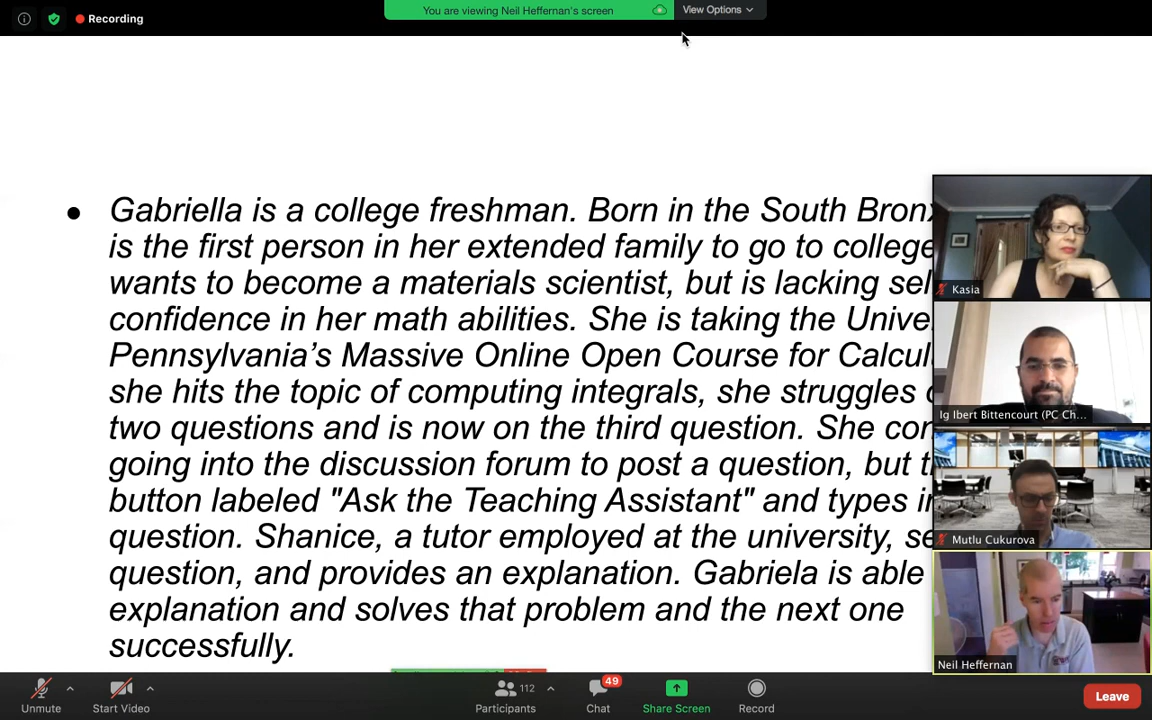 Recording
You are viewing Neil Heffernan's screen
View Options
● Gabriella is a college freshman. Born in the South Bronx
is the first person in her extended family to go to college
wants to become a materials scientist, but is lacking sel
confidence in her math abilities. She is taking the Unive
Pennsylvania's Massive Online Open Course for Calcul
she hits the topic of computing integrals, she struggles
two questions and is now on the third question. She con
going into the discussion forum to post a question, but
button labeled "Ask the Teaching Assistant" and types in
question. Shanice, a tutor employed at the university, se
question, and provides an explanation. Gabriela is able
explanation and solves that problem and the next one
successfully.
Kasia
Ig Ibert Bittencourt (PC Ch...
Mutlu Cukurova
Neil Heffernan
Unmute
Start Video
112
Participants
49
Chat
Share Screen
Record
Leave